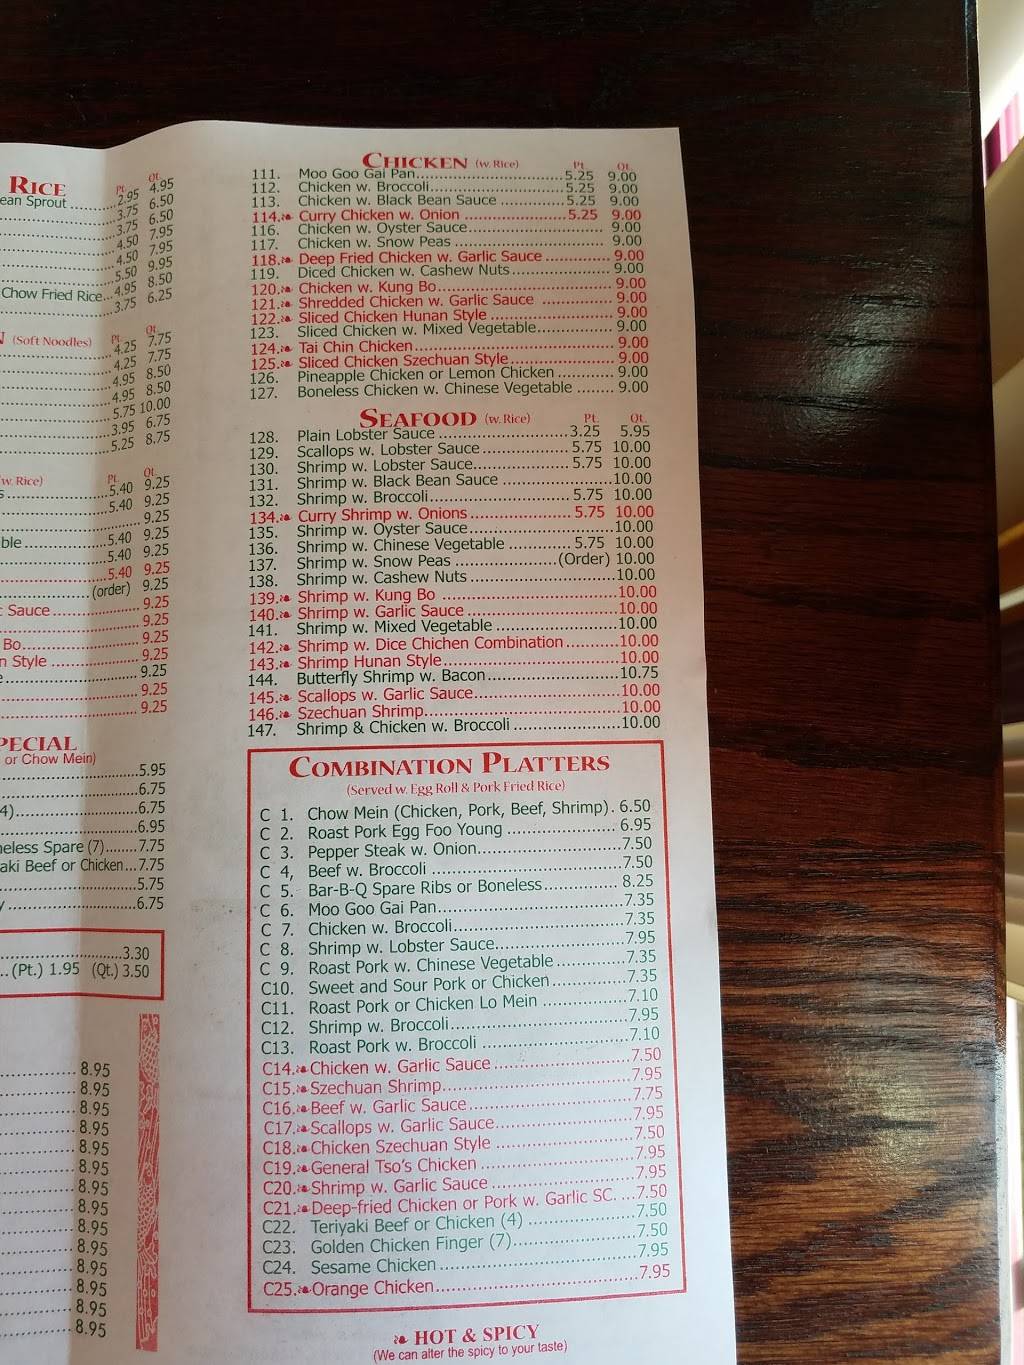 RICE
Pt. Qt.
ean Sprout 2.95 4.95
3.75 6.50
3.75 6.50
4.50 7.95
4.50 7.95
5.50 9.95
Chow Fried Rice...4.95 8.50
3.75 6.25
N (Soft Noodles) Pt. Qt.
4.25 7.75
4.25 7.75
4.95 8.50
4.95 8.50
5.75 10.00
3.95 6.75
5.25 8.75
w. Rice) Pt. Qt.
s 5.40 9.25
5.40 9.25
9.25
ble 5.40 9.25
5.40 9.25
5.40 9.25
(order) 9.25
c Sauce 9.25
9.25
Bo 9.25
n Style 9.25
e 9.25
9.25
9.25
PECIAL
or Chow Mein)
5.95
6.75
4) 6.75
6.95
neless Spare (7) 7.75
aki Beef or Chicken...7.75
5.75
y 6.75
3.30
(Pt.) 1.95 (Qt.) 3.50
8.95
8.95
8.95
8.95
8.95
8.95
8.95
8.95
8.95
8.95
8.95
8.95
8.95
8.95
CHICKEN (w. Rice) Pt. Qt.
111. Moo Goo Gai Pan 5.25 9.00
112. Chicken w. Broccoli 5.25 9.00
113. Chicken w. Black Bean Sauce 5.25 9.00
114. Curry Chicken w. Onion 5.25 9.00
116. Chicken w. Oyster Sauce 9.00
117. Chicken w. Snow Peas 9.00
118. Deep Fried Chicken w. Garlic Sauce 9.00
119. Diced Chicken w. Cashew Nuts 9.00
120. Chicken w. Kung Bo 9.00
121. Shredded Chicken w. Garlic Sauce 9.00
122. Sliced Chicken Hunan Style 9.00
123. Sliced Chicken w. Mixed Vegetable 9.00
124. Tai Chin Chicken 9.00
125. Sliced Chicken Szechuan Style 9.00
126. Pineapple Chicken or Lemon Chicken 9.00
127. Boneless Chicken w. Chinese Vegetable 9.00
SEAFOOD (w. Rice) Pt. Qt.
128. Plain Lobster Sauce 3.25 5.95
129. Scallops w. Lobster Sauce 5.75 10.00
130. Shrimp w. Lobster Sauce 5.75 10.00
131. Shrimp w. Black Bean Sauce 10.00
132. Shrimp w. Broccoli 5.75 10.00
134. Curry Shrimp w. Onions 5.75 10.00
135. Shrimp w. Oyster Sauce 10.00
136. Shrimp w. Chinese Vegetable 5.75 10.00
137. Shrimp w. Snow Peas (Order) 10.00
138. Shrimp w. Cashew Nuts 10.00
139. Shrimp w. Kung Bo 10.00
140. Shrimp w. Garlic Sauce 10.00
141. Shrimp w. Mixed Vegetable 10.00
142. Shrimp w. Dice Chichen Combination 10.00
143. Shrimp Hunan Style 10.00
144. Butterfly Shrimp w. Bacon 10.75
145. Scallops w. Garlic Sauce 10.00
146. Szechuan Shrimp 10.00
147. Shrimp & Chicken w. Broccoli 10.00
COMBINATION PLATTERS
(Served w. Egg Roll & Pork Fried Rice)
C 1. Chow Mein (Chicken, Pork, Beef, Shrimp). 6.50
C 2. Roast Pork Egg Foo Young 6.95
C 3. Pepper Steak w. Onion 7.50
C 4, Beef w. Broccoli 7.50
C 5. Bar-B-Q Spare Ribs or Boneless 8.25
C 6. Moo Goo Gai Pan 7.35
C 7. Chicken w. Broccoli 7.35
C 8. Shrimp w. Lobster Sauce 7.95
C 9. Roast Pork w. Chinese Vegetable 7.35
C10. Sweet and Sour Pork or Chicken 7.35
C11. Roast Pork or Chicken Lo Mein 7.10
C12. Shrimp w. Broccoli 7.95
C13. Roast Pork w. Broccoli 7.10
C14. Chicken w. Garlic Sauce 7.50
C15. Szechuan Shrimp 7.95
C16. Beef w. Garlic Sauce 7.75
C17. Scallops w. Garlic Sauce 7.95
C18. Chicken Szechuan Style 7.50
C19. General Tso's Chicken 7.95
C20. Shrimp w. Garlic Sauce 7.95
C21. Deep-fried Chicken or Pork w. Garlic SC. ...7.50
C22. Teriyaki Beef or Chicken (4) 7.50
C23. Golden Chicken Finger (7) 7.50
C24. Sesame Chicken 7.95
C25. Orange Chicken 7.95
HOT & SPICY
(We can alter the spicy to your taste)